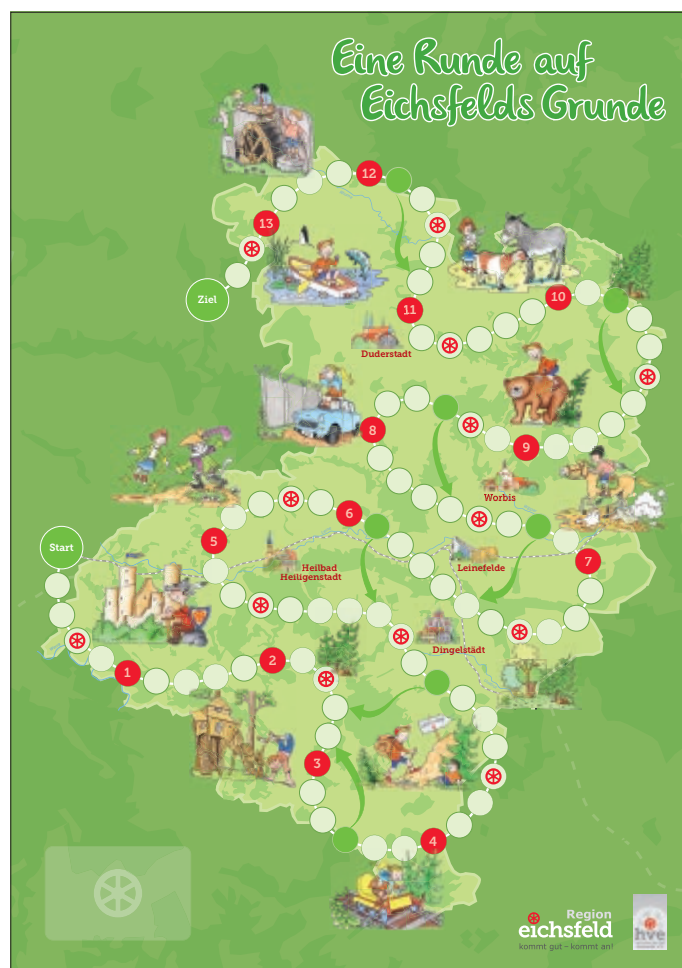 Eine Runde auf
Eichsfelds Grunde
12
13
Ziel
11
10
Duderstadt
8
9
Worbis
6
5
Start
Heilbad
Heiligenstadt
Leinefelde
7
Dingelstädt
2
1
3
4
Region
eichsfeld
kommt gut – kommt an!
hve